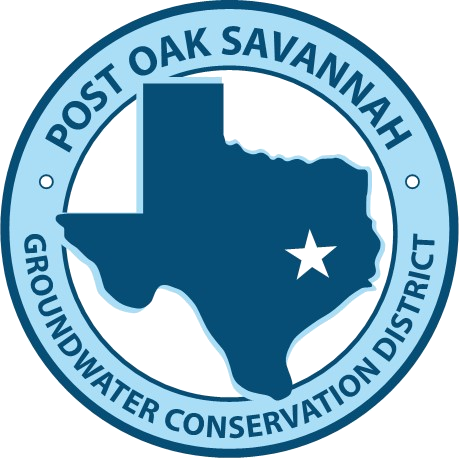 POST OAK SAVANNAH
GROUNDWATER CONSERVATION DISTRICT